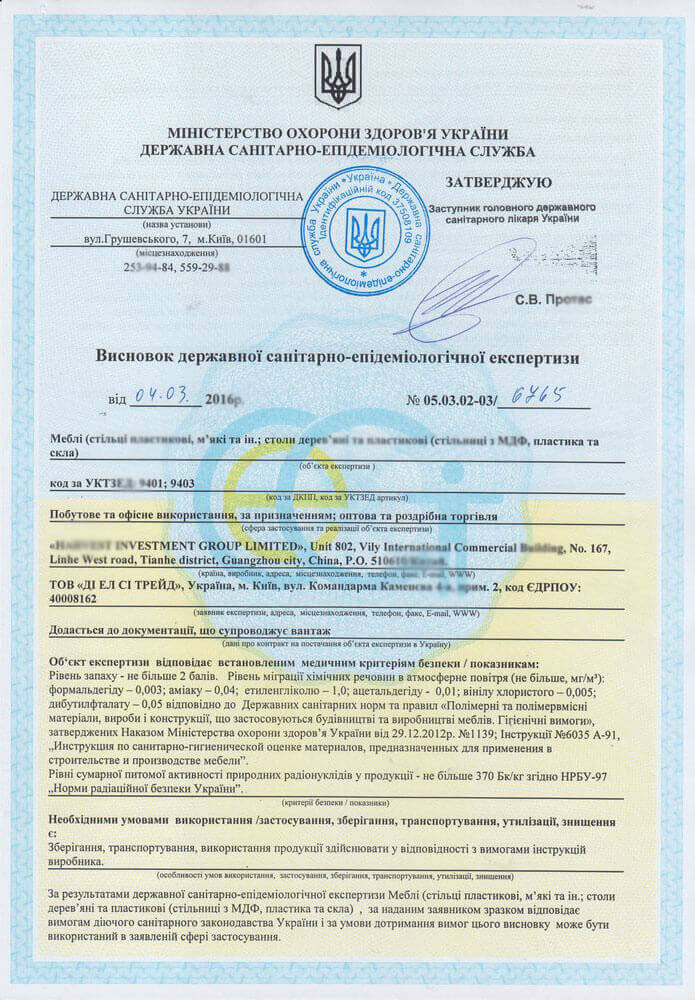 МІНІСТЕРСТВО ОХОРОНИ ЗДОРОВ'Я УКРАЇНИ
ДЕРЖАВНА САНІТАРНО-ЕПІДЕМІОЛОГІЧНА СЛУЖБА
ДЕРЖАВНА САНІТАРНО-ЕПІДЕМІОЛОГІЧНА
СЛУЖБА УКРАЇНИ
(назва установи)
вул.Грушевського, 7, м.Київ, 01601
(місцезнаходження)
253-94-84, 559-29-88
Державна санітарно-епідеміологічна служба України * Україна *
Ідентифікаційний код 37508109
ЗАТВЕРДЖУЮ
Заступник головного державного
санітарного лікаря України
С.В. Протас
Висновок державної санітарно-епідеміологічної експертизи
від 04.03. 2016р. № 05.03.02-03/ 6765
Меблі (стільці пластикові, м'які та ін.; столи дерев'яні та пластикові (стільниці з МДФ, пластика та
скла)
(об'єкта експертизи )
код за УКТЗЕД: 9401; 9403
(код за ДКПП, код за УКТЗЕД артикул)
Побутове та офисне використання, за призначенням; оптова та роздрібна торгівля
(сфера застосування та реалізації об'єкта експертизи)
«HARVEST INVESTMENT GROUP LIMITED», Unit 802, Vily International Commercial Building, No. 167,
Linhe West road, Tianhe district, Guangzhou city, China, P.O. 510610
(країна, виробник, адреса, місцезнаходження, телефон, факс, E-mail, WWW)
ТОВ «ДІ ЕЛ СІ ТРЕЙД», Україна, м. Київ, вул. Командарма Каменєва 4-а, прим. 2, код ЄДРПОУ:
40008162
(заявник експертизи, адреса, місцезнаходження, телефон, факс, E-mail, WWW)
Додається до документації, що супроводжує вантаж
(дані про контракт на постачання об'єкта експертизи в Україну)
Об'єкт експертизи відповідає встановленим медичним критеріям безпеки / показникам:
Рівень запаху - не більше 2 балів. Рівень міграції хімічних речовин в атмосферне повітря (не більше, мг/м³):
формальдегіду – 0,003; аміаку – 0,04; етиленгліколю – 1,0; ацетальдегіду - 0,01; вінілу хлористого – 0,005;
дибутилфталату – 0,05 відповідно до Державних санітарних норм та правил «Полімерні та полімервмісні
матеріали, вироби і конструкції, що застосовуються будівництві та виробництві меблів. Гігієнічні вимоги»,
затверджених Наказом Міністерства охорони здоров'я України від 29.12.2012р. №1139; Інструкції №6035 А-91,
„Инструкция по санитарно-гигиенической оценке материалов, предназначенных для применения в
строительстве и производстве мебели".
Рівні сумарної питомої активності природних радіонуклідів у продукції - не більше 370 Бк/кг згідно НРБУ-97
„Норми радіаційної безпеки України".
(критерії безпеки / показники)
Необхідними умовами використання /застосування, зберігання, транспортування, утилізації, знищення
є:
Зберігання, транспортування, використання продукції здійснювати у відповідності з вимогами інструкцій
виробника.
(особливості умов використання, застосування, зберігання, транспортування, утилізації, знищення)
За результатами державної санітарно-епідеміологічної експертизи Меблі (стільці пластикові, м'які та ін.; столи
дерев'яні та пластикові (стільниці з МДФ, пластика та скла) , за наданим заявником зразком відповідає
вимогам діючого санітарного законодавства України і за умови дотримання вимог цього висновку може бути
використаний в заявленій сфері застосування.